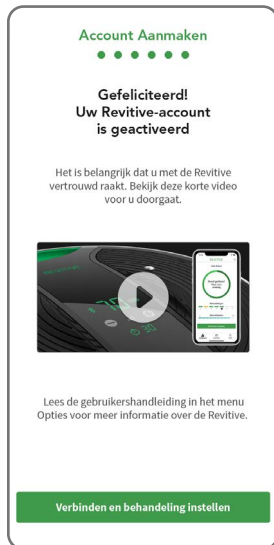 Account Aanmaken
Gefeliciteerd!
Uw Revitive-account
is geactiveerd
Het is belangrijk dat u met de Revitive
vertrouwd raakt. Bekijk deze korte video
voor u doorgaat.
Lees de gebruikershandleiding in het menu
Opties voor meer informatie over de Revitive.
Verbinden en behandeling instellen